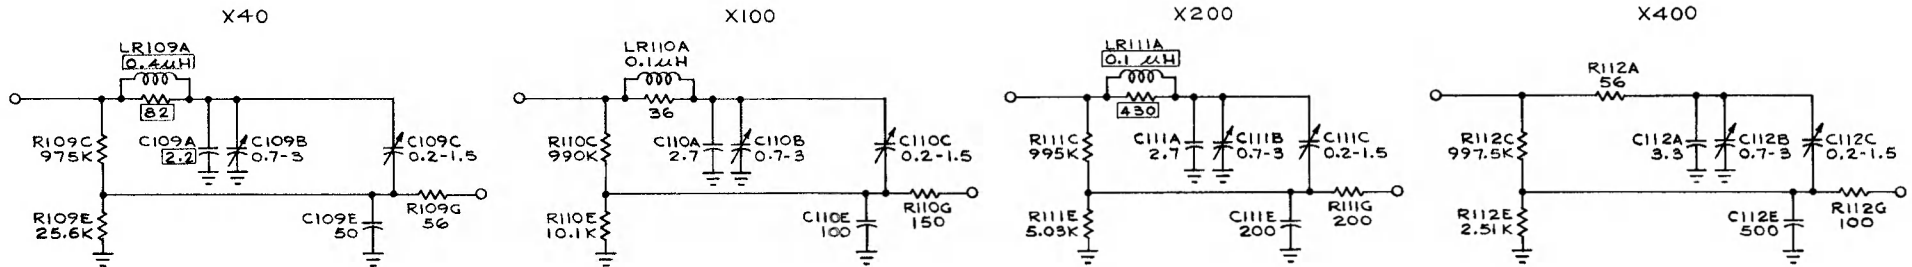 X40
LR109A
0.4µH
82
R109C
975K
C109A
2.2
C109B
0.7-3
C109C
0.2-1.5
R109E
25.6K
C109E
50
R109G
56
X100
LR110A
0.1µH
36
R110C
990K
C110A
2.7
C110B
0.7-3
C110C
0.2-1.5
R110E
10.1K
C110E
100
R110G
150
X200
LR111A
0.1 µH
430
R111C
995K
C111A
2.7
C111B
0.7-3
C111C
0.2-1.5
R111E
5.03K
C111E
200
R111G
200
X400
R112A
56
R112C
997.5K
C112A
3.3
C112B
0.7-3
C112C
0.2-1.5
R112E
2.51K
C112E
500
R112G
100